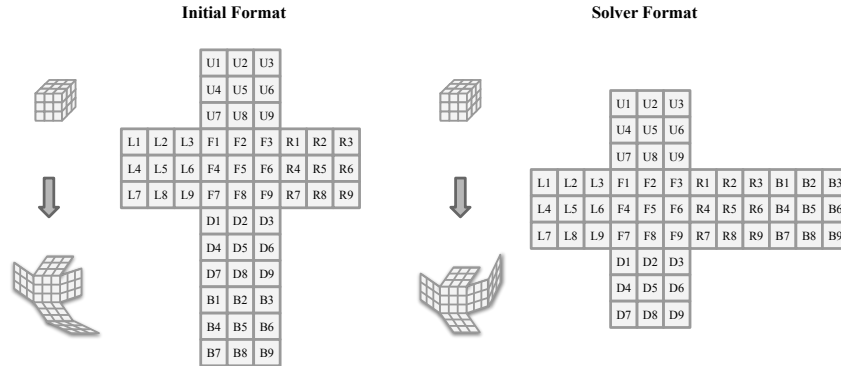 Initial Format
U1 U2 U3
U4 U5 U6
U7 U8 U9
L1 L2 L3 F1 F2 F3 R1 R2 R3
L4 L5 L6 F4 F5 F6 R4 R5 R6
L7 L8 L9 F7 F8 F9 R7 R8 R9
D1 D2 D3
D4 D5 D6
D7 D8 D9
B1 B2 B3
B4 B5 B6
B7 B8 B9
Solver Format
U1 U2 U3
U4 U5 U6
U7 U8 U9
L1 L2 L3 F1 F2 F3 R1 R2 R3 B1 B2 B3
L4 L5 L6 F4 F5 F6 R4 R5 R6 B4 B5 B6
L7 L8 L9 F7 F8 F9 R7 R8 R9 B7 B8 B9
D1 D2 D3
D4 D5 D6
D7 D8 D9